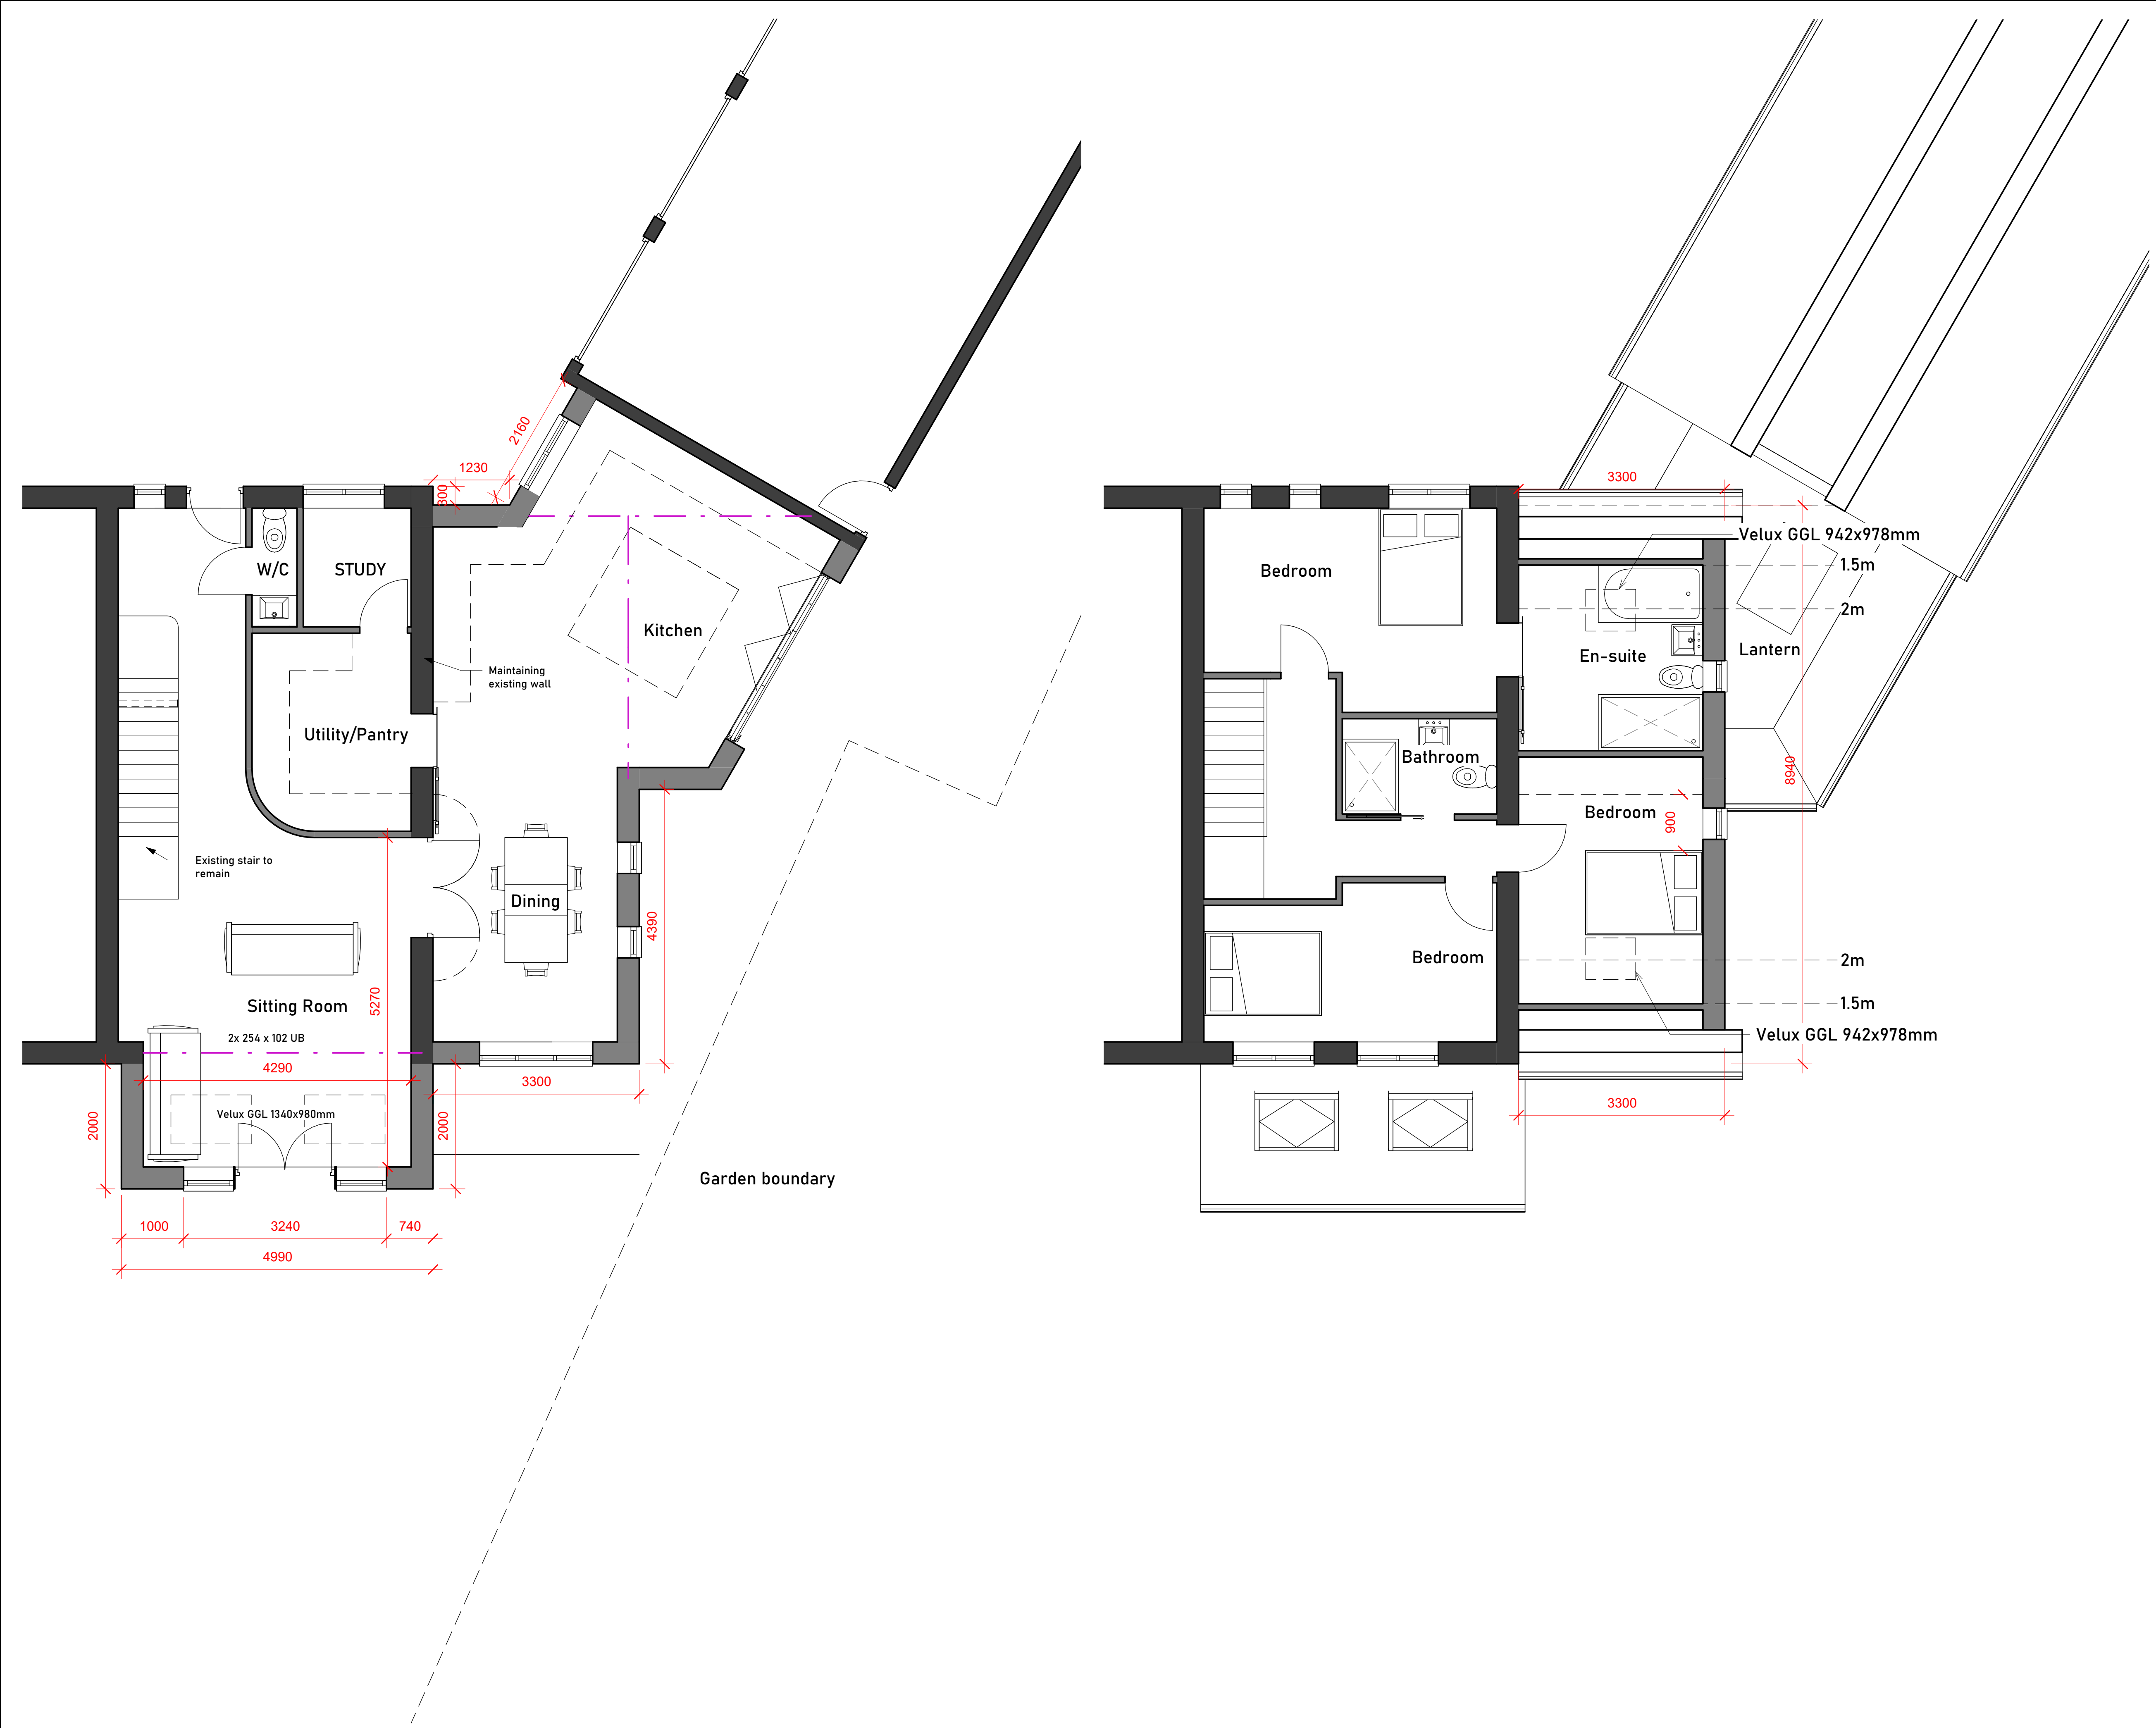 2160
1230
300
W/C
STUDY
Kitchen
Maintaining
existing wall
Utility/Pantry
Existing stair to
remain
Dining
4390
5270
Sitting Room
2x 254 x 102 UB
4290
3300
2000
Velux GGL 1340x980mm
2000
1000
3240
740
4990
Garden boundary
3300
Velux GGL 942x978mm
1.5m
Bedroom
2m
En-suite
Lantern
Bathroom
8940
Bedroom
900
Bedroom
2m
1.5m
Velux GGL 942x978mm
3300